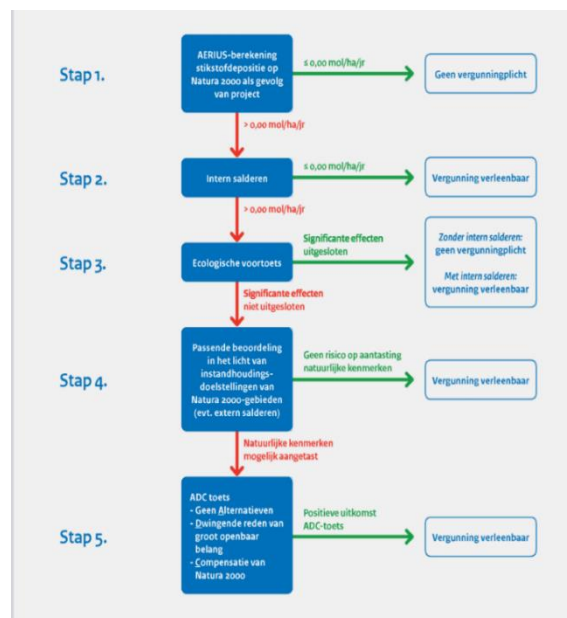 Stap 1.
AERIUS-berekening
stikstofdepositie op
Natura 2000 als gevolg
van project
≤ 0,00 mol/ha/jr
Geen vergunningplicht
> 0,00 mol/ha/jr
Stap 2.
Intern salderen
≤ 0,00 mol/ha/jr
Vergunning verleenbaar
> 0,00 mol/ha/jr
Stap 3.
Ecologische voortoets
Significante effecten
uitgesloten
Zonder intern salderen:
geen vergunningplicht
Met intern salderen:
vergunning verleenbaar
Significante effecten
niet uitgesloten
Stap 4.
Passende beoordeling
in het licht van
instandhoudings-
doelstellingen van
Natura 2000-gebieden
(evt. extern salderen)
Geen risico op aantasting
natuurlijke kenmerken
Vergunning verleenbaar
Natuurlijke kenmerken
mogelijk aangetast
Stap 5.
ADC toets
- Geen Alternatieven
- Dwingende reden van
groot openbaar
belang
- Compensatie van
Natura 2000
Positieve uitkomst
ADC-toets
Vergunning verleenbaar